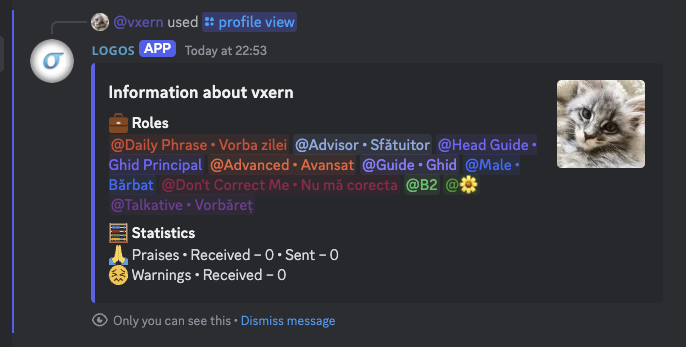 @vxern used profile view
LOGOS APP Today at 22:53
Information about vxern
Roles
@Daily Phrase • Vorba zilei @Advisor • Sfătuitor @Head Guide •
Ghid Principal @Advanced • Avansat @Guide • Ghid @Male •
Bărbat @Don't Correct Me • Nu mă corecta @B2 @🌻
@Talkative • Vorbăreț
Statistics
🙏 Praises • Received – 0 • Sent – 0
😖 Warnings • Received – 0
Only you can see this • Dismiss message